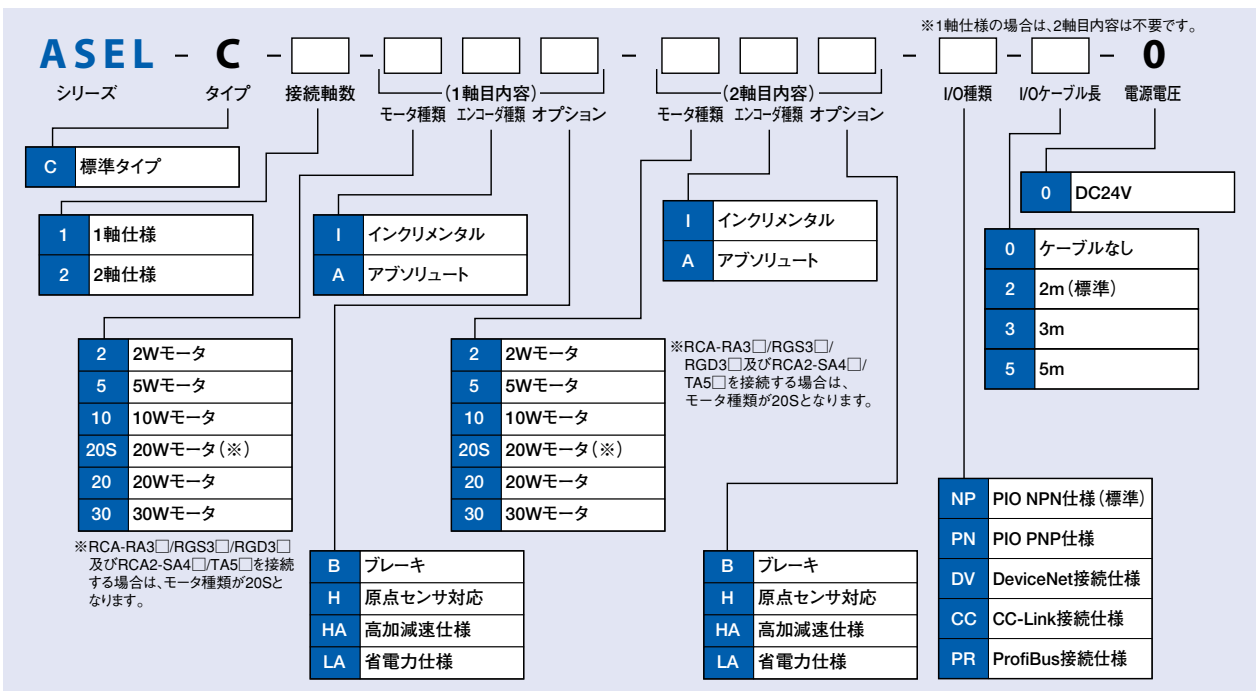 ※1軸仕様の場合は、2軸目内容は不要です。
ASEL - C - □ - □ □ □ - □ □ □ - □ - □ - 0
シリーズ
タイプ
接続軸数
(1軸目内容)
モータ種類 エンコーダ種類 オプション
(2軸目内容)
モータ種類 エンコーダ種類 オプション
I/O種類
I/Oケーブル長
電源電圧
C 標準タイプ
1 1軸仕様
2 2軸仕様
I インクリメンタル
A アブソリュート
I インクリメンタル
A アブソリュート
0 DC24V
0 ケーブルなし
2 2m(標準)
3 3m
5 5m
2 2Wモータ
5 5Wモータ
10 10Wモータ
20S 20Wモータ(※)
20 20Wモータ
30 30Wモータ
※RCA-RA3□/RGS3□/RGD3□
及びRCA2-SA4□/TA5□を接続
する場合は、モータ種類が20Sと
なります。
2 2Wモータ
5 5Wモータ
10 10Wモータ
20S 20Wモータ(※)
20 20Wモータ
30 30Wモータ
※RCA-RA3□/RGS3□/
RGD3□及びRCA2-SA4□/
TA5□を接続する場合は、
モータ種類が20Sとなります。
B ブレーキ
H 原点センサ対応
HA 高加減速仕様
LA 省電力仕様
B ブレーキ
H 原点センサ対応
HA 高加減速仕様
LA 省電力仕様
NP PIO NPN仕様(標準)
PN PIO PNP仕様
DV DeviceNet接続仕様
CC CC-Link接続仕様
PR ProfiBus接続仕様